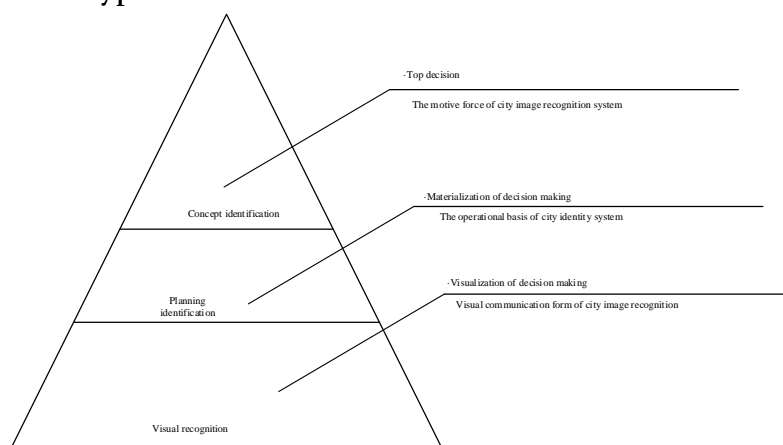 ·Top decision
The motive force of city image recognition system
Concept identification
·Materialization of decision making
The operational basis of city identity system
Planning
identification
·Visualization of decision making
Visual communication form of city image recognition
Visual recognition